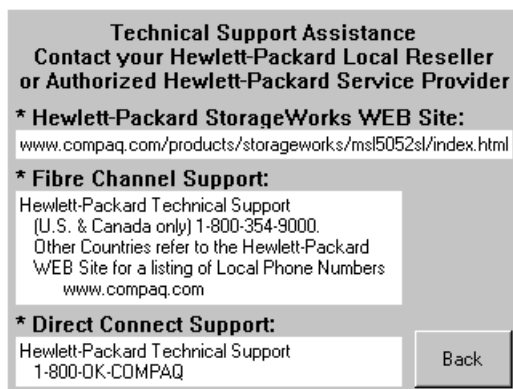 Technical Support Assistance
Contact your Hewlett-Packard Local Reseller
or Authorized Hewlett-Packard Service Provider
* Hewlett-Packard StorageWorks WEB Site:
www.compaq.com/products/storageworks/msl5052sl/index.html
* Fibre Channel Support:
Hewlett-Packard Technical Support
(U.S. & Canada only) 1-800-354-9000.
Other Countries refer to the Hewlett-Packard
WEB Site for a listing of Local Phone Numbers
www.compaq.com
* Direct Connect Support:
Hewlett-Packard Technical Support
1-800-OK-COMPAQ
Back